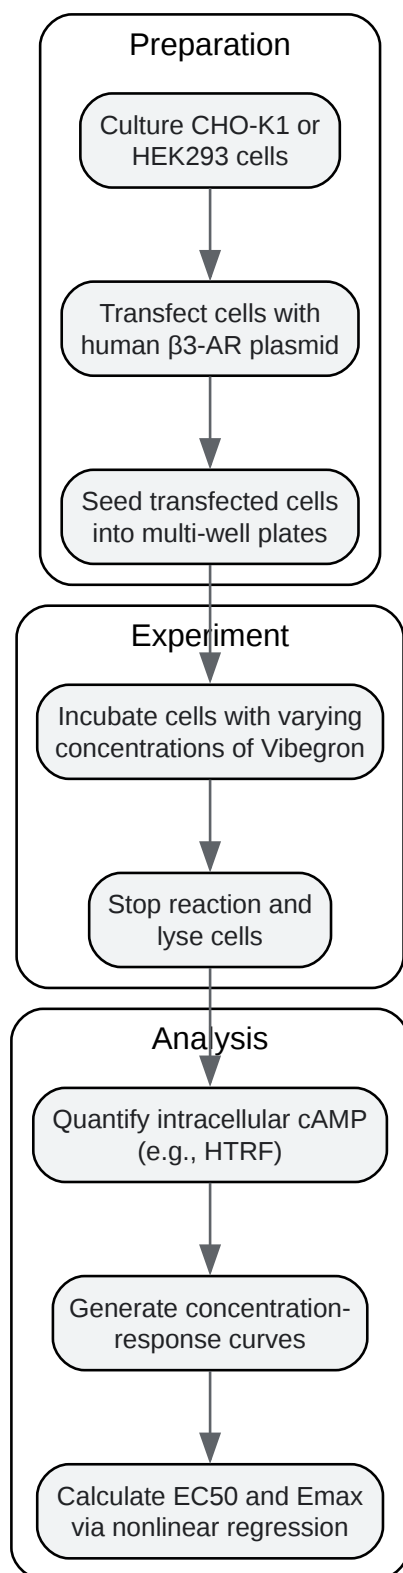 Preparation
Culture CHO-K1 or
HEK293 cells
Transfect cells with
human β3-AR plasmid
Seed transfected cells
into multi-well plates
Experiment
Incubate cells with varying
concentrations of Vibegron
Stop reaction and
lyse cells
Analysis
Quantify intracellular cAMP
(e.g., HTRF)
Generate concentration-
response curves
Calculate EC50 and Emax
via nonlinear regression